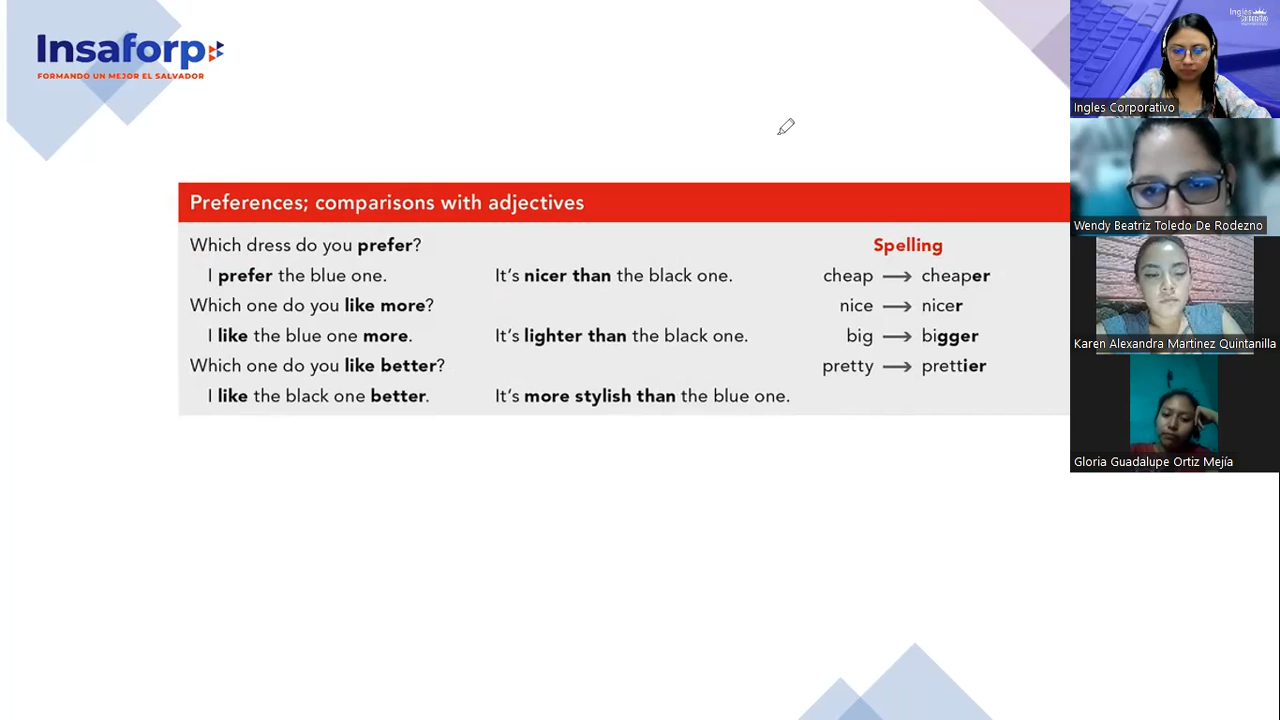 Insaforp
FORMANDO UN MEJOR EL SALVADOR
Preferences; comparisons with adjectives
Which dress do you prefer?
I prefer the blue one. It's nicer than the black one.
Which one do you like more?
I like the blue one more. It's lighter than the black one.
Which one do you like better?
I like the black one better. It's more stylish than the blue one.
Spelling
cheap → cheaper
nice → nicer
big → bigger
pretty → prettier
Inglés
Ingles Corporativo
Wendy Beatriz Toledo De Rodezno
Karen Alexandra Martinez Quintanilla
Gloria Guadalupe Ortiz Mejía